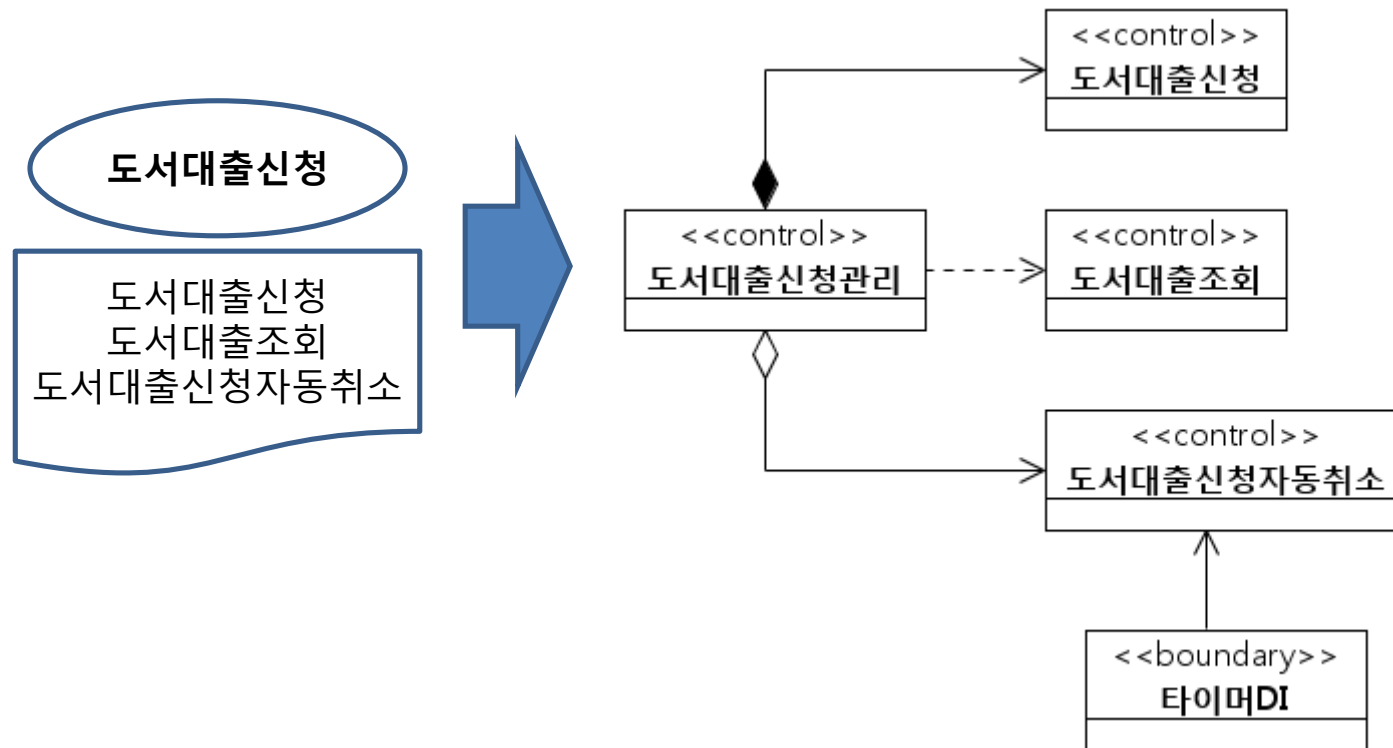 도서대출신청
도서대출신청
도서대출조회
도서대출신청자동취소
<<control>>
도서대출신청
<<control>>
도서대출신청관리
<<control>>
도서대출조회
<<control>>
도서대출신청자동취소
<<boundary>>
타이머DI